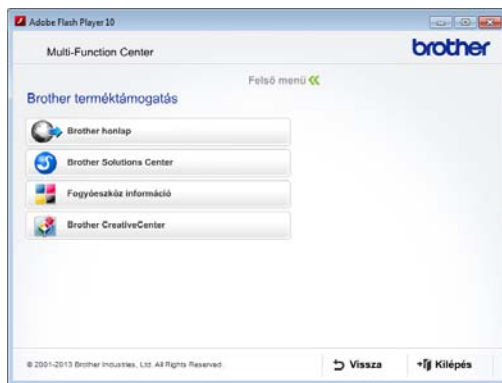 Adobe Flash Player 10
Multi-Function Center
brother
Felső menü
Brother terméktámogatás
Brother honlap
Brother Solutions Center
Fogyóeszköz információ
Brother CreativeCenter
© 2001-2013 Brother Industries, Ltd. All Rights Reserved.
Vissza
Kilépés